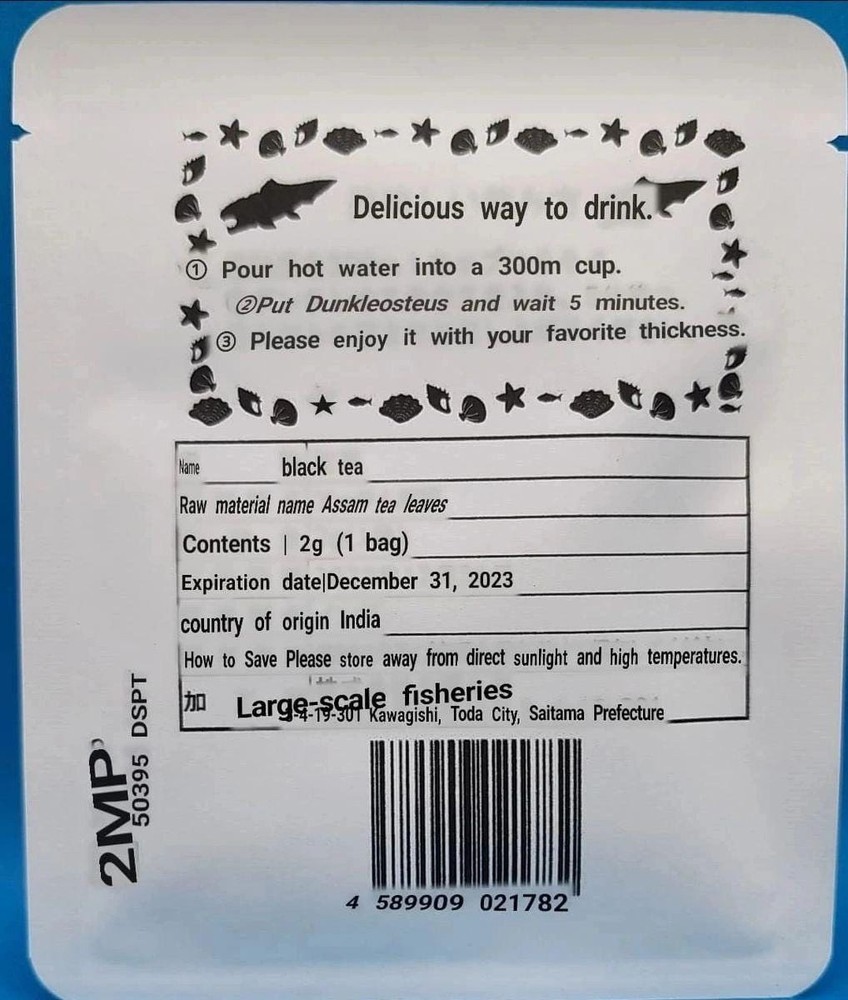 Delicious way to drink.
① Pour hot water into a 300m cup.
②Put Dunkleosteus and wait 5 minutes.
③ Please enjoy it with your favorite thickness.
Name black tea
Raw material name Assam tea leaves
Contents | 2g (1 bag)
Expiration date|December 31, 2023
country of origin India
How to Save Please store away from direct sunlight and high temperatures.
加 Large-scale fisheries
-4-19-301 Kawagishi, Toda City, Saitama Prefecture
2MP
50395 DSPT
4 589909 021782